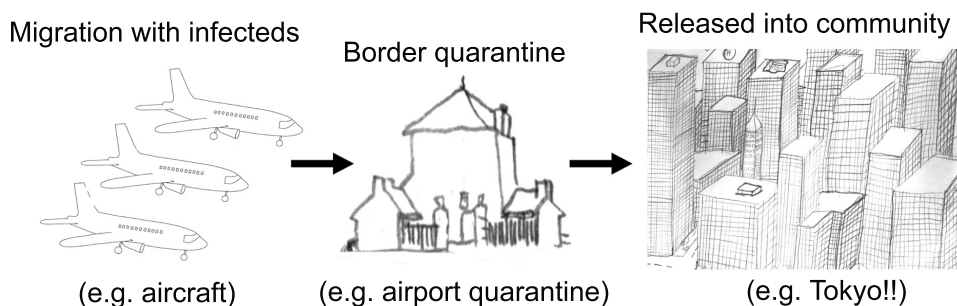 Migration with infecteds
Border quarantine
Released into community
(e.g. aircraft)
(e.g. airport quarantine)
(e.g. Tokyo!!)